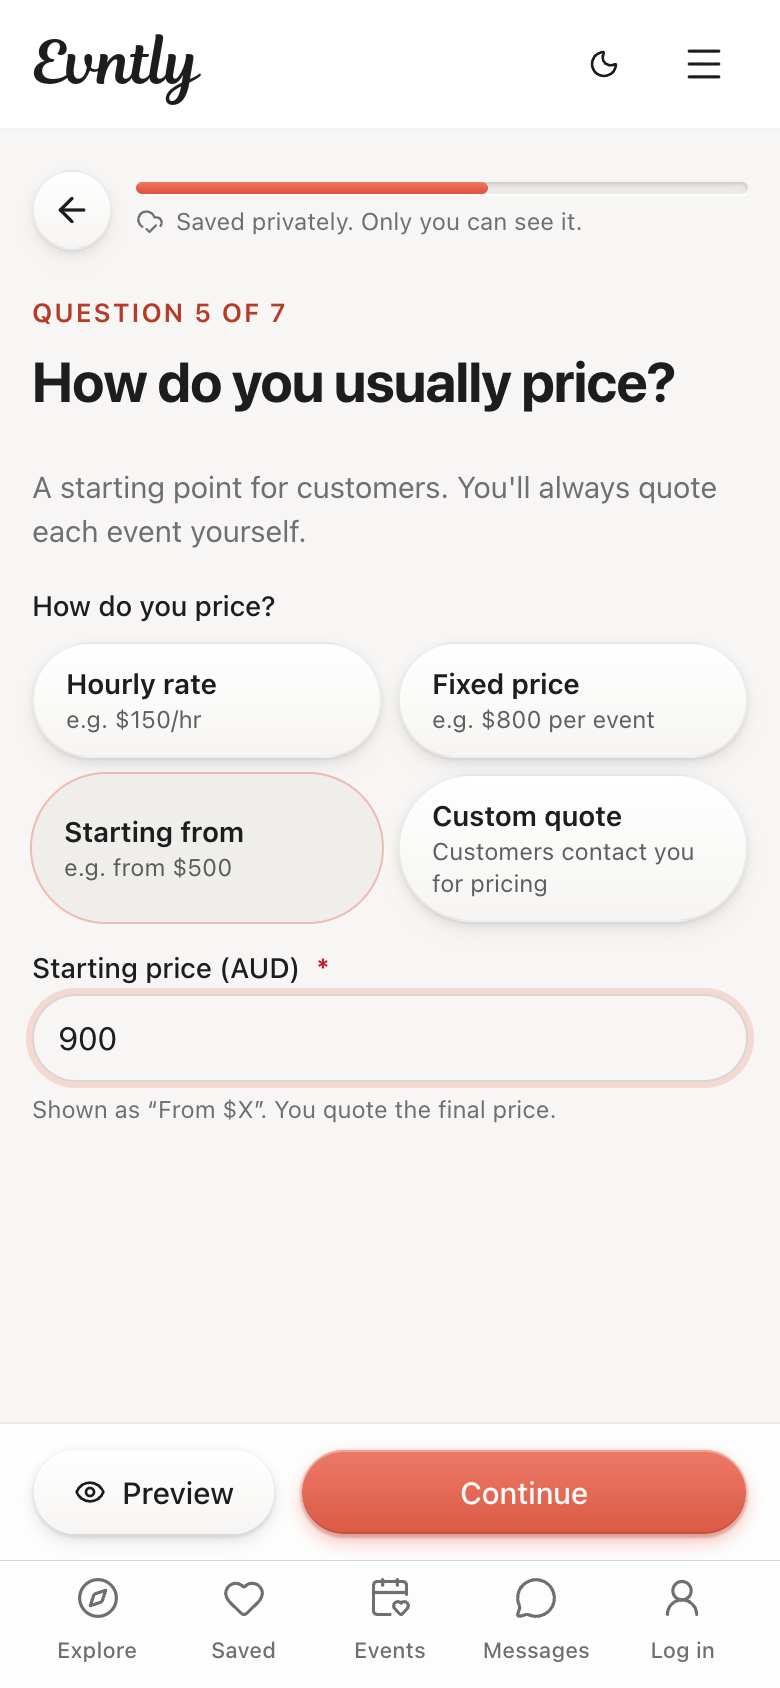 Evntly
Saved privately. Only you can see it.
QUESTION 5 OF 7
How do you usually price?
A starting point for customers. You'll always quote
each event yourself.
How do you price?
Hourly rate
e.g. $150/hr
Fixed price
e.g. $800 per event
Starting from
e.g. from $500
Custom quote
Customers contact you
for pricing
Starting price (AUD) *
900
Shown as “From $X”. You quote the final price.
Preview
Continue
Explore
Saved
Events
Messages
Log in